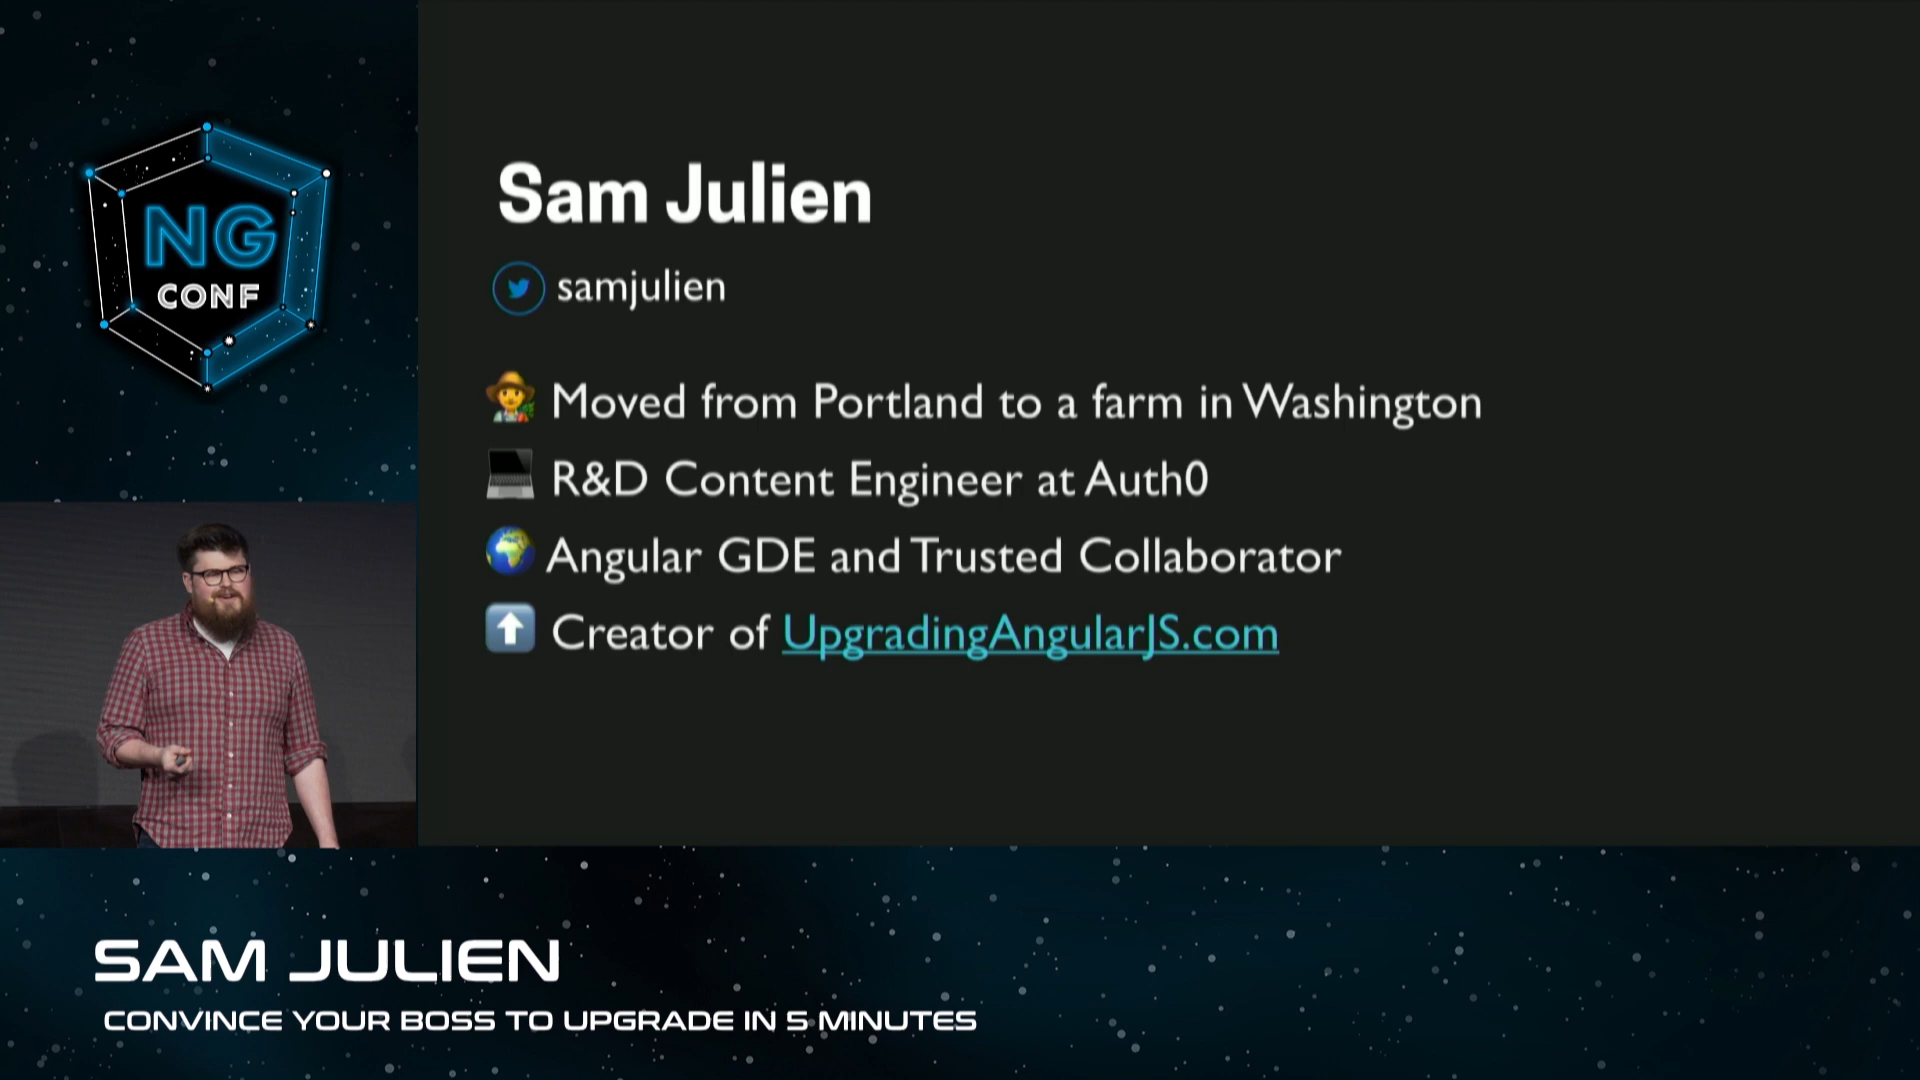 NG
CONF
Sam Julien
samjulien
Moved from Portland to a farm in Washington
R&D Content Engineer at Auth0
Angular GDE and Trusted Collaborator
Creator of UpgradingAngularJS.com
SAM JULIEN
CONVINCE YOUR BOSS TO UPGRADE IN 5 MINUTES